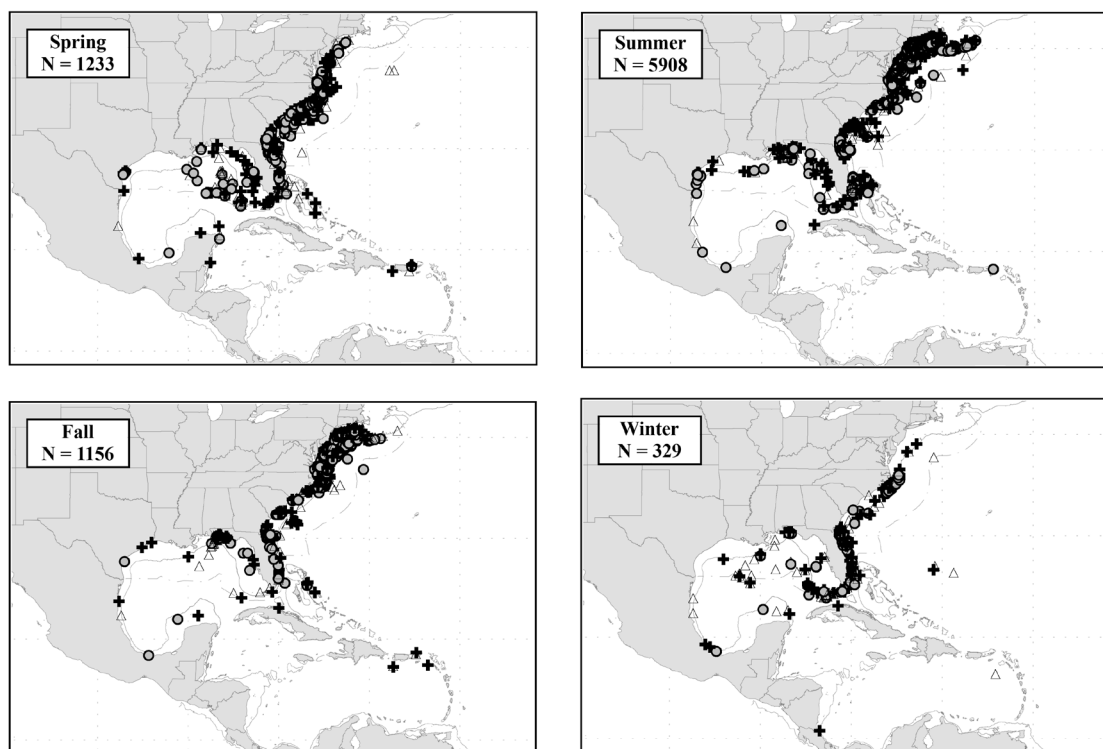 Spring
N = 1233
Summer
N = 5908
Fall
N = 1156
Winter
N = 329